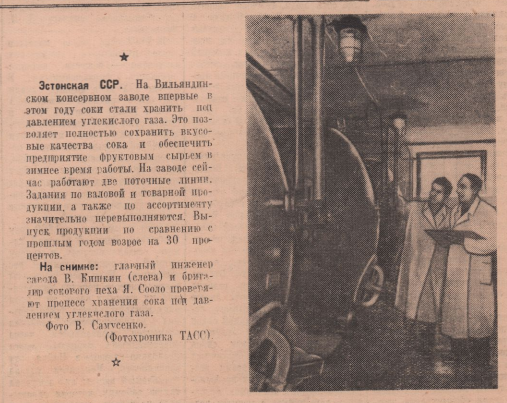 Эстонская ССР. На Вильяндин-
ском консервном заводе впервые в
этом году соки стали хранить под
давлением углекислого газа. Это поз-
воляет полностью сохранить вкусо-
вые качества сока и обеспечить
предприятие фруктовым сырьем в
зимнее время работы. На заводе сей-
час работают две поточные линии.
Задания по валовой и товарной про-
дукции, а также по ассортименту
значительно перевыполняются. Вы-
пуск продукции по сравнению с
прошлым годом возрос на 30 про-
центов.
На снимке: главный инженер
завода В. Кишкин (слева) и брига-
дир сокового цеха Я. Сооло проверя-
ют процесс хранения сока под дав-
лением углекислого газа.
Фото В. Самусенко.
(Фотохроника ТАСС)